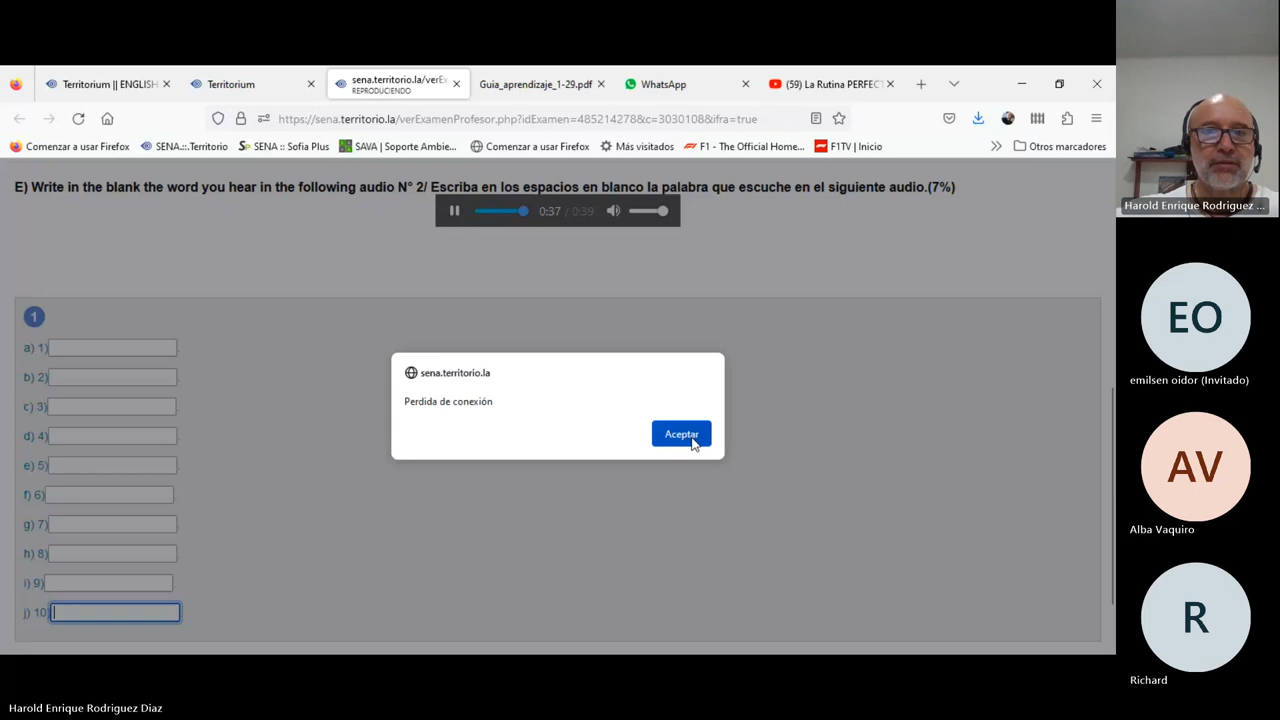 Territorium || ENGLISH
Territorium
sena.territorio.la/verE
REPRODUCIENDO
Guia_aprendizaje_1-29.pdf
WhatsApp
(59) La Rutina PERFECT
https://sena.territorio.la/verExamenProfesor.php?idExamen=485214278&c=3030108&ifra=true
Comenzar a usar Firefox
SENA.::.Territorio
SENA :: Sofia Plus
SAVA | Soporte Ambie...
Comenzar a usar Firefox
Más visitados
F1 - The Official Home...
F1TV | Inicio
Otros marcadores
E) Write in the blank the word you hear in the following audio N° 2/ Escriba en los espacios en blanco la palabra que escuche en el siguiente audio.(7%)
0:37 / 0:39
1
a) 1)
b) 2)
c) 3)
d) 4)
e) 5)
f) 6)
g) 7)
h) 8)
i) 9)
j) 10
sena.territorio.la
Perdida de conexión
Aceptar
Harold Enrique Rodriguez ...
EO
emilsen oidor (Invitado)
AV
Alba Vaquiro
R
Richard
Harold Enrique Rodriguez Diaz